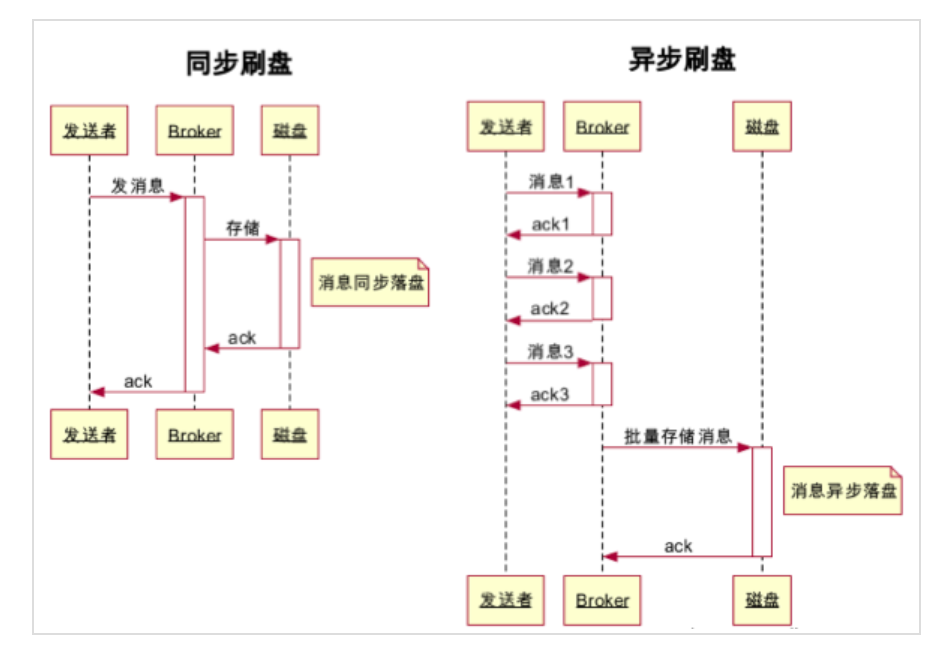 同步刷盘
发送者
Broker
磁盘
发消息
存储
消息同步落盘
ack
ack
发送者
Broker
磁盘
异步刷盘
发送者
Broker
磁盘
消息1
ack1
消息2
ack2
消息3
ack3
批量存储消息
消息异步落盘
ack
发送者
Broker
磁盘